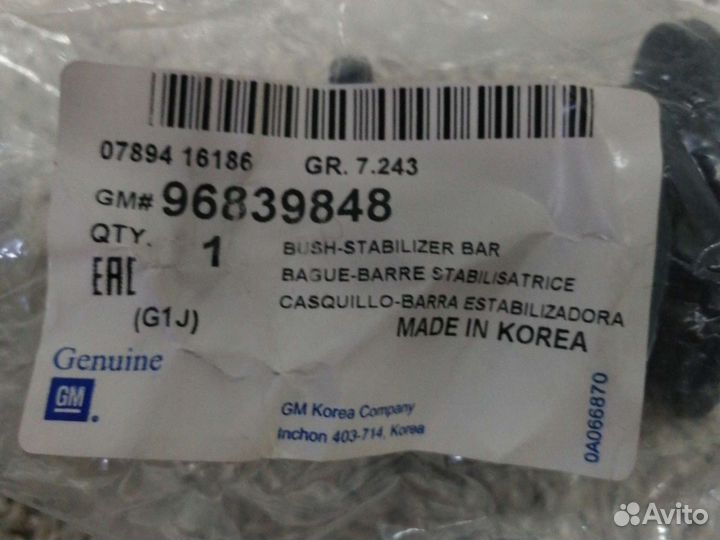 07894 16186 GR. 7.243
GM# 96839848
QTY. 1 BUSH-STABILIZER BAR
EAC BAGUE-BARRE STABILISATRICE
CASQUILLO-BARRA ESTABILIZADORA
(G1J) MADE IN KOREA
Genuine
GM
GM Korea Company
Inchon 403-714, Korea
0A066870
Avito